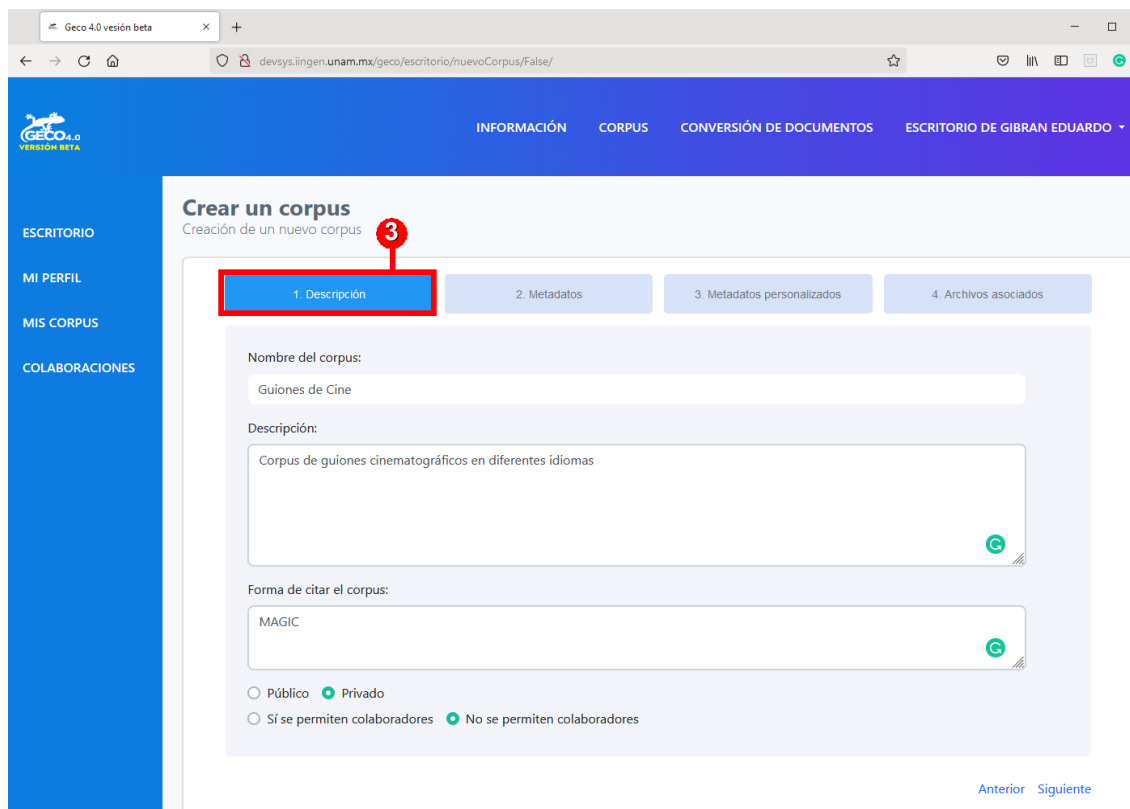 Geco 4.0 vesión beta
devsys.iingen.unam.mx/geco/escritorio/nuevoCorpus/False/
GECO4.0
VERSIÓN BETA
INFORMACIÓN CORPUS CONVERSIÓN DE DOCUMENTOS ESCRITORIO DE GIBRAN EDUARDO
ESCRITORIO
MI PERFIL
MIS CORPUS
COLABORACIONES
Crear un corpus
Creación de un nuevo corpus
3
1. Descripción 2. Metadatos 3. Metadatos personalizados 4. Archivos asociados
Nombre del corpus:
Guiones de Cine
Descripción:
Corpus de guiones cinematográficos en diferentes idiomas
Forma de citar el corpus:
MAGIC
Público Privado
Sí se permiten colaboradores No se permiten colaboradores
Anterior Siguiente